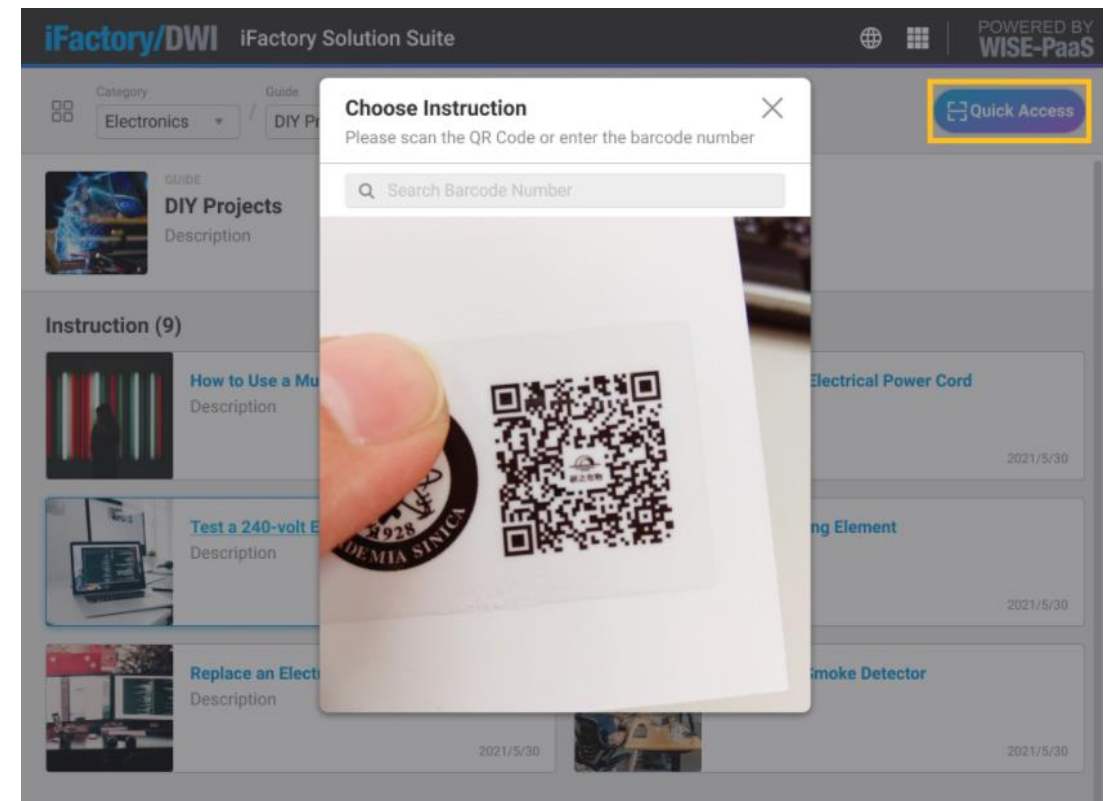 iFactory/DWI iFactory Solution Suite
POWERED BY
WISE-PaaS
Category
Electronics
/
Guide
DIY Pr
Quick Access
Choose Instruction
Please scan the QR Code or enter the barcode number
Search Barcode Number
GUIDE
DIY Projects
Description
Instruction (9)
How to Use a Mu
Description
Electrical Power Cord
2021/5/30
Test a 240-volt E
Description
ng Element
2021/5/30
Replace an Elect
Description
2021/5/30
Smoke Detector
2021/5/30
1928
DEMIA SINICA